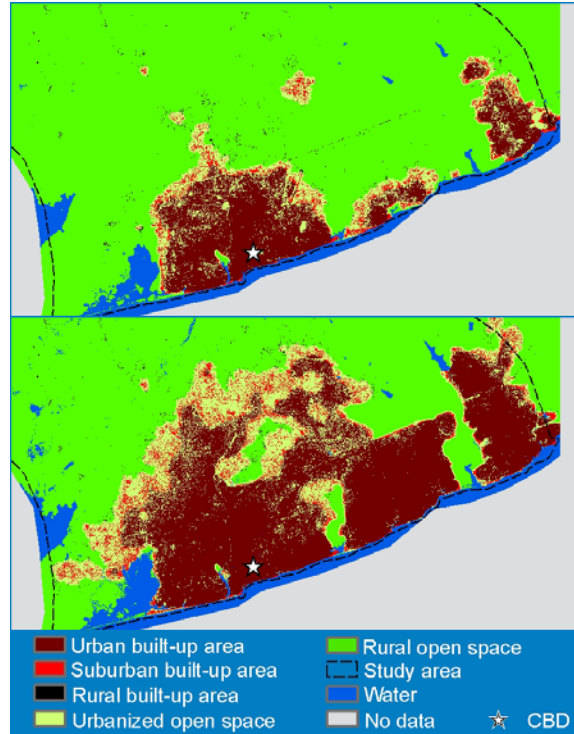 Urban built-up area
Suburban built-up area
Rural built-up area
Urbanized open space
Rural open space
Study area
Water
No data
CBD